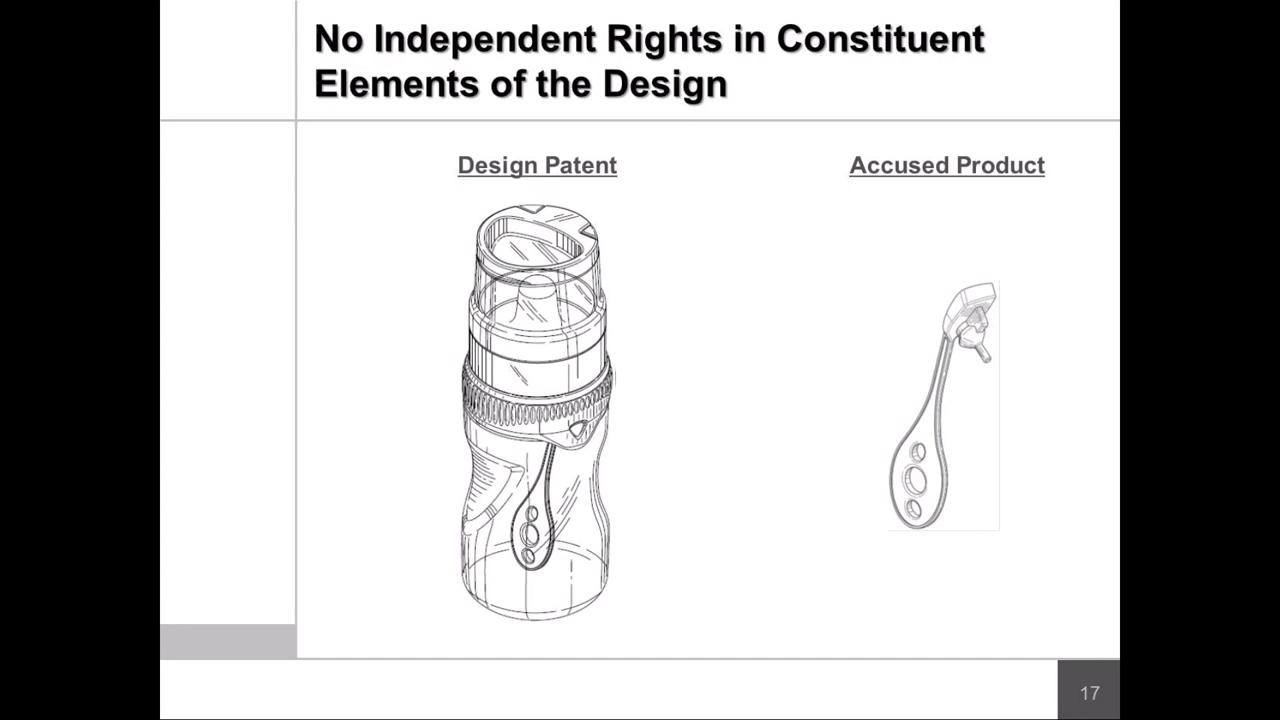 No Independent Rights in Constituent
Elements of the Design
Design Patent
Accused Product
17